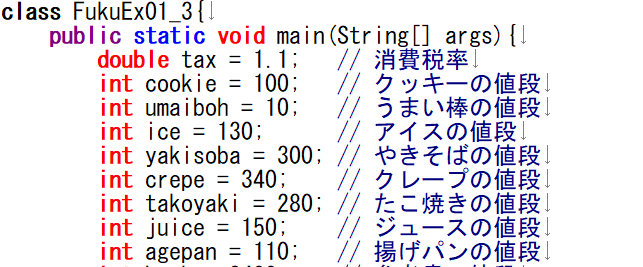 class FukuEx01_3{↓
public static void main(String[] args){↓
double tax = 1.1; // 消費税率↓
int cookie = 100; // クッキーの値段↓
int umaiboh = 10; // うまい棒の値段↓
int ice = 130; // アイスの値段↓
int yakisoba = 300; // やきそばの値段↓
int crepe = 340; // クレープの値段↓
int takoyaki = 280; // たこ焼きの値段↓
int juice = 150; // ジュースの値段↓
int agepan = 110; // 揚げパンの値段↓